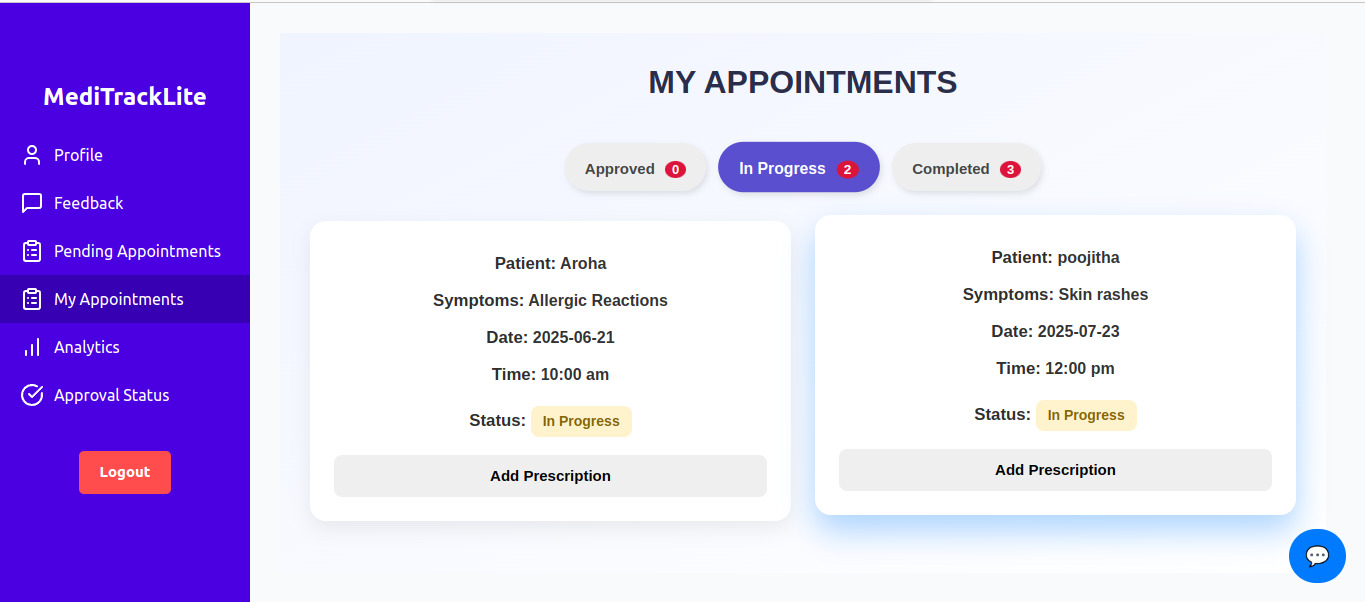 MediTrackLite
Profile
Feedback
Pending Appointments
My Appointments
Analytics
Approval Status
Logout
MY APPOINTMENTS
Approved 0
In Progress 2
Completed 3
Patient: Aroha
Symptoms: Allergic Reactions
Date: 2025-06-21
Time: 10:00 am
Status: In Progress
Add Prescription
Patient: poojitha
Symptoms: Skin rashes
Date: 2025-07-23
Time: 12:00 pm
Status: In Progress
Add Prescription